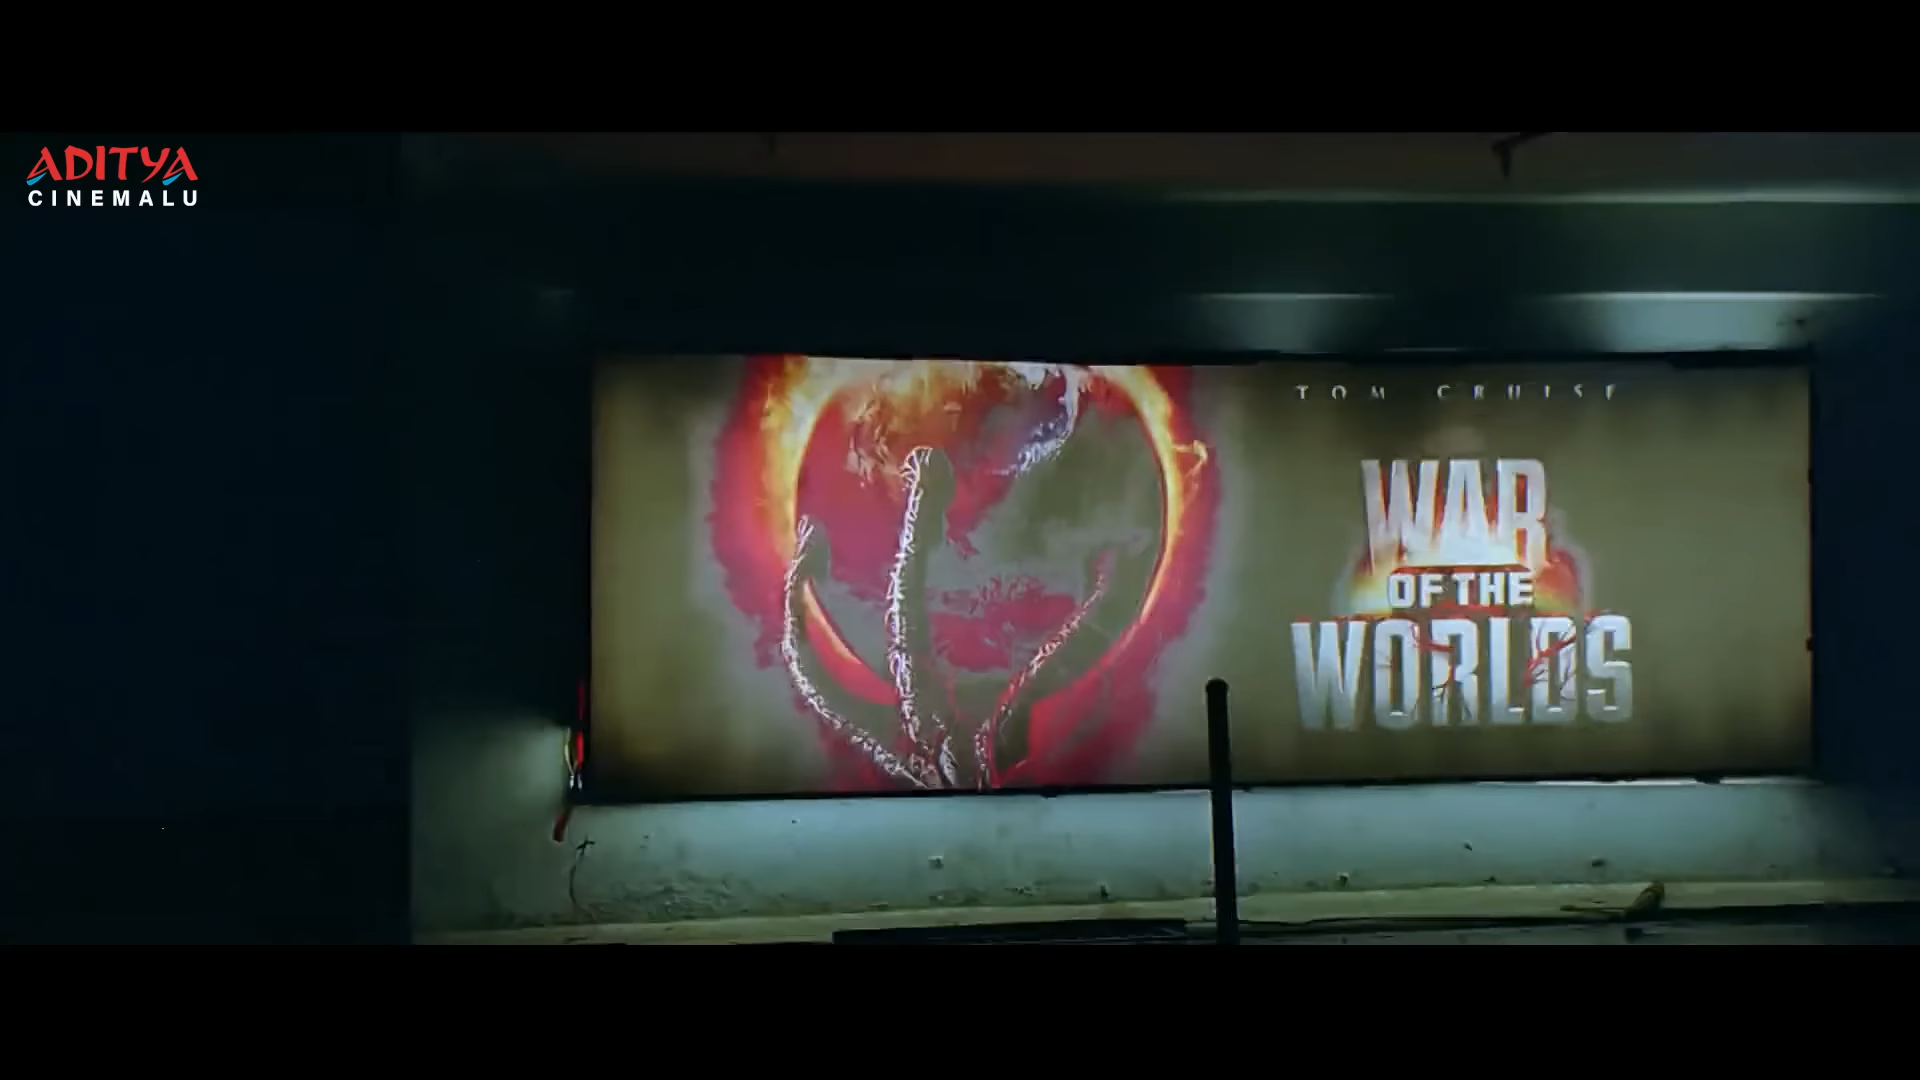 ADITYA
CINEMALU
TOM CRUISE
WAR
OF THE
WORLDS